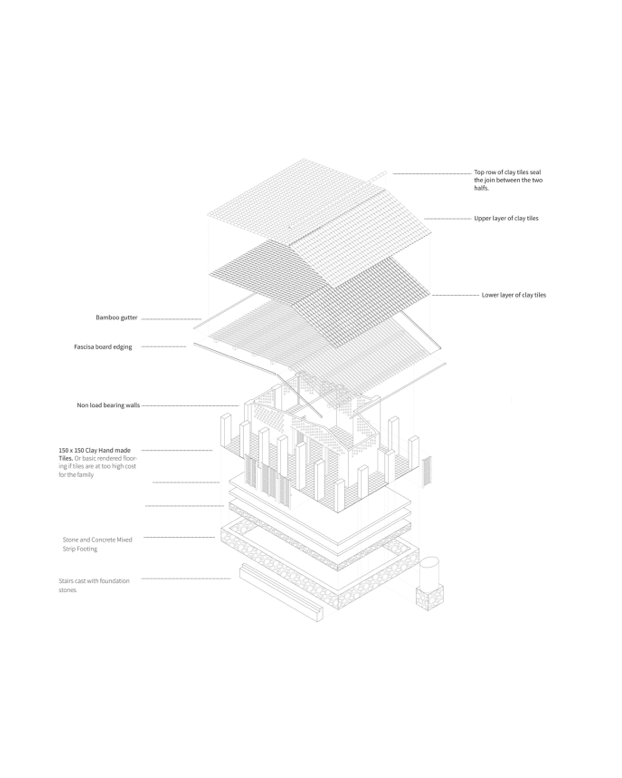 Top row of clay tiles seal
the join between the two
halfs.
Upper layer of clay tiles
Lower layer of clay tiles
Bamboo gutter
Fascisa board edging
Non load bearing walls
150 x 150 Clay Hand made
Tiles. Or basic rendered floor-
ing if tiles are at too high cost
for the family
Stone and Concrete Mixed
Strip Footing
Stairs cast with foundation
stones